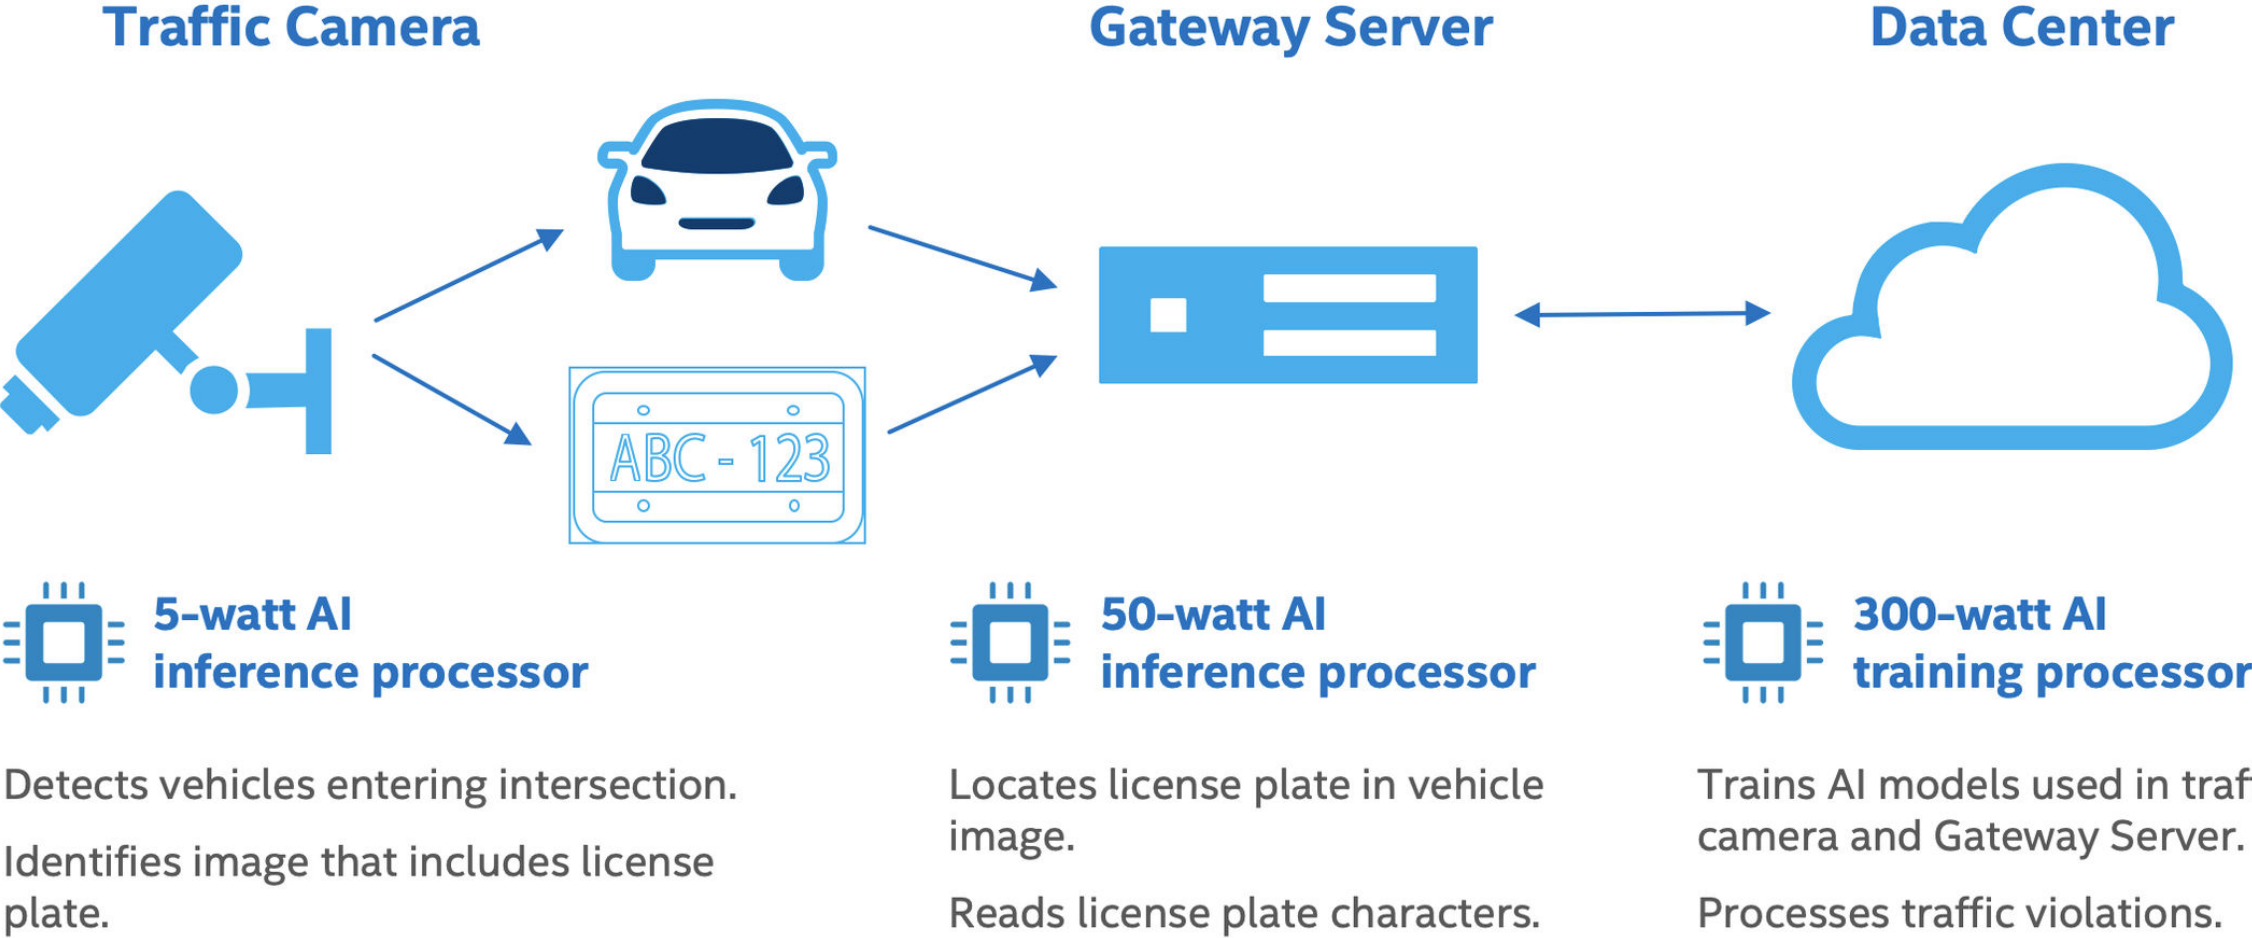 Traffic Camera
Gateway Server
Data Center
ABC - 123
5-watt AI
inference processor
50-watt AI
inference processor
300-watt AI
training processor
Detects vehicles entering intersection.
Identifies image that includes license
plate.
Locates license plate in vehicle
image.
Reads license plate characters.
Trains AI models used in traf
camera and Gateway Server.
Processes traffic violations.